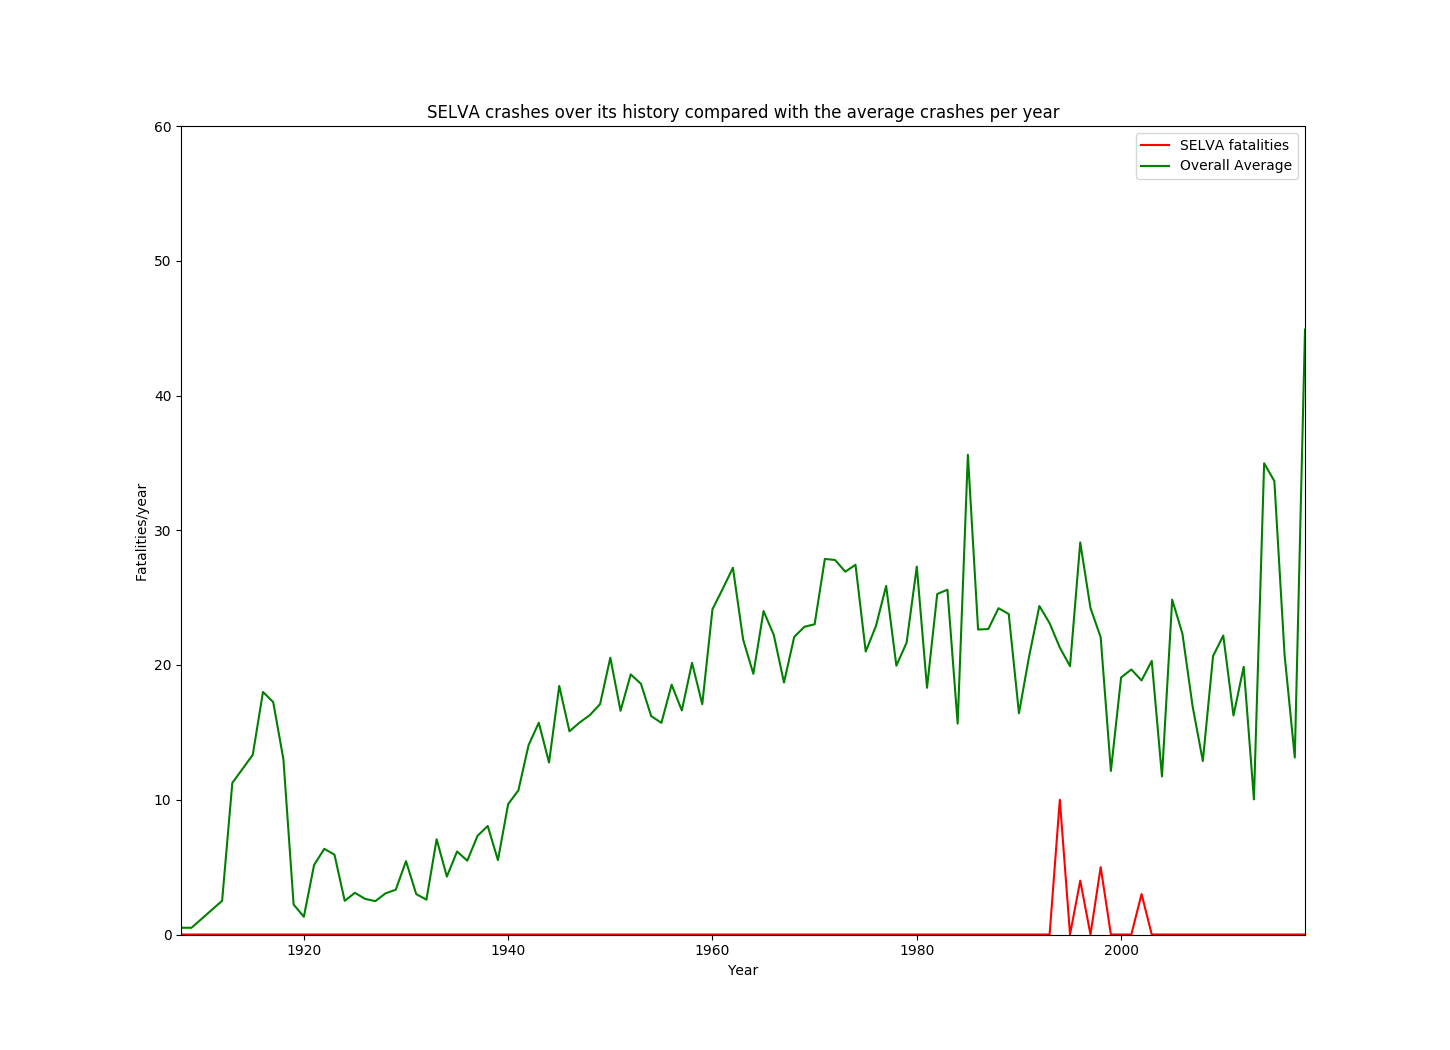 SELVA crashes over its history compared with the average crashes per year
SELVA fatalities
Overall Average
60
50
40
30
20
10
0
Fatalities/year
1920
1940
1960
1980
2000
Year